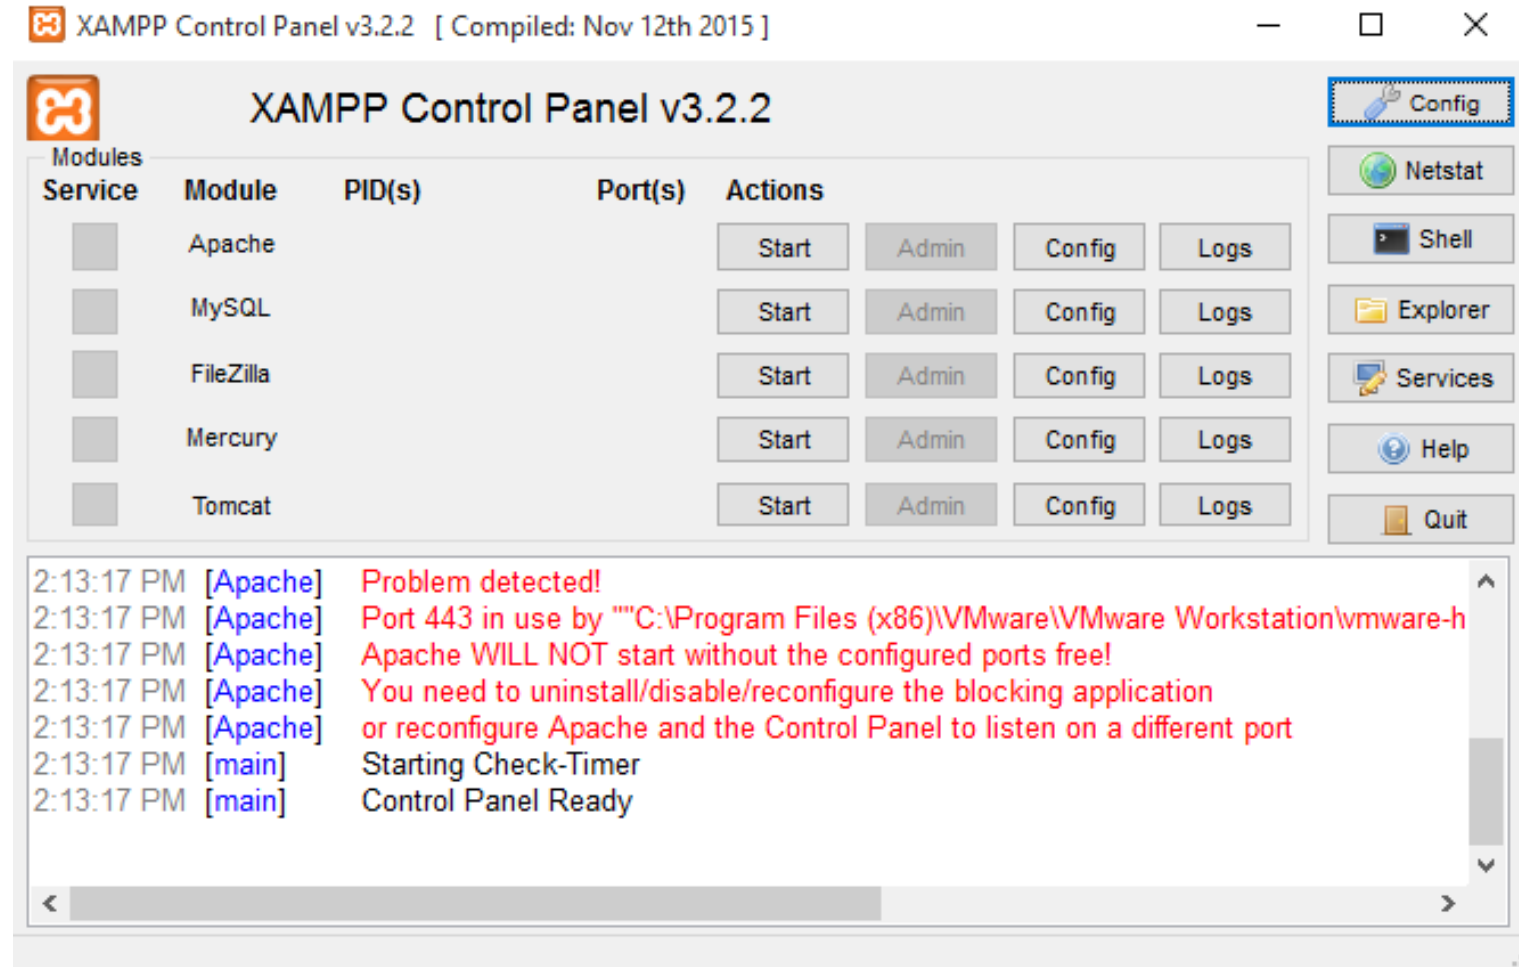 XAMPP Control Panel v3.2.2 [ Compiled: Nov 12th 2015 ]
XAMPP Control Panel v3.2.2
Config
Netstat
Shell
Explorer
Services
Help
Quit
Modules
Service Module PID(s) Port(s) Actions
Apache Start Admin Config Logs
MySQL Start Admin Config Logs
FileZilla Start Admin Config Logs
Mercury Start Admin Config Logs
Tomcat Start Admin Config Logs
2:13:17 PM [Apache] Problem detected!
2:13:17 PM [Apache] Port 443 in use by ""C:\Program Files (x86)\VMware\VMware Workstation\vmware-h
2:13:17 PM [Apache] Apache WILL NOT start without the configured ports free!
2:13:17 PM [Apache] You need to uninstall/disable/reconfigure the blocking application
2:13:17 PM [Apache] or reconfigure Apache and the Control Panel to listen on a different port
2:13:17 PM [main] Starting Check-Timer
2:13:17 PM [main] Control Panel Ready